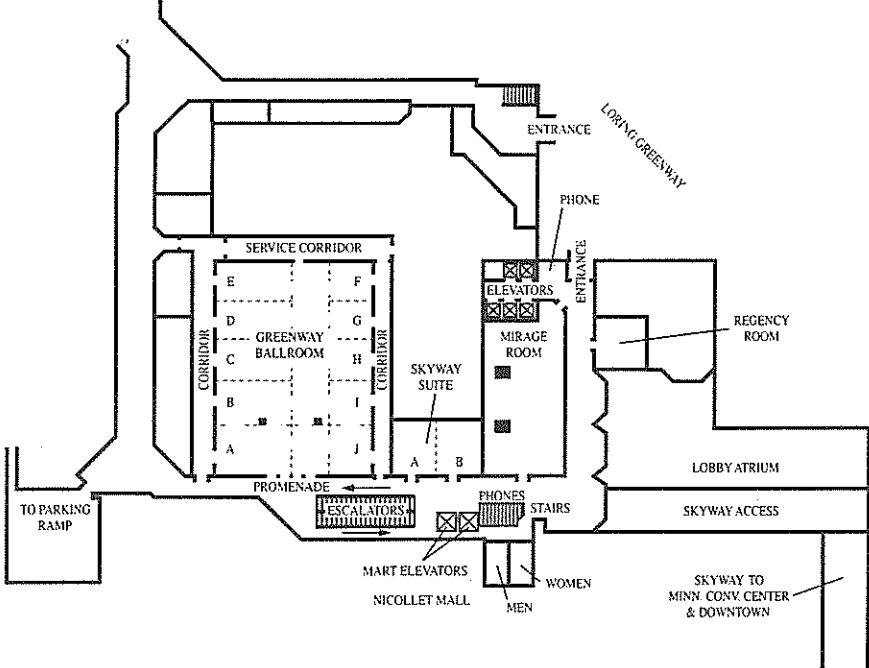 LORING GREENWAY
ENTRANCE
PHONE
SERVICE CORRIDOR
ENTRANCE
E
F
ELEVATORS
D
G
REGENCY
ROOM
GREENWAY
BALLROOM
MIRAGE
ROOM
CORRIDOR
C
H
CORRIDOR
SKYWAY
SUITE
B
I
A
J
A
B
LOBBY ATRIUM
PROMENADE
PHONES
STAIRS
SKYWAY ACCESS
TO PARKING
RAMP
ESCALATORS
MART ELEVATORS
WOMEN
MEN
NICOLLET MALL
SKYWAY TO
MINN. CONV. CENTER
& DOWNTOWN